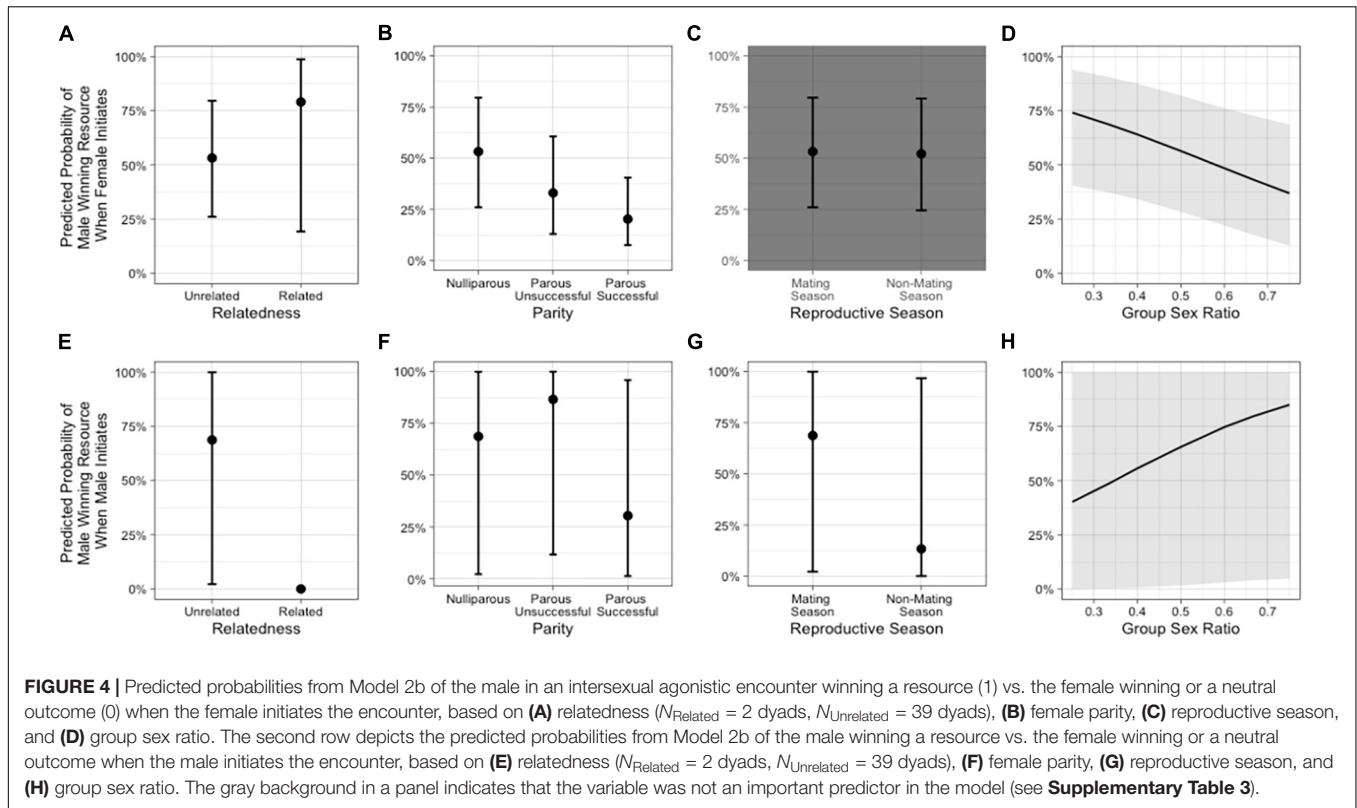 A
B
C
D
Predicted Probability of
Male Winning Resource
When Female Initiates
100%
75%
50%
25%
0%
Unrelated
Related
Relatedness
100%
75%
50%
25%
0%
Nulliparous
Parous
Unsuccessful
Parous
Successful
Parity
100%
75%
50%
25%
0%
Mating
Season
Non-Mating
Season
Reproductive Season
100%
75%
50%
25%
0%
0.3 0.4 0.5 0.6 0.7
Group Sex Ratio
E
F
G
H
Predicted Probability of
Male Winning Resource
When Male Initiates
100%
75%
50%
25%
0%
Unrelated
Related
Relatedness
100%
75%
50%
25%
0%
Nulliparous
Parous
Unsuccessful
Parous
Successful
Parity
100%
75%
50%
25%
0%
Mating
Season
Non-Mating
Season
Reproductive Season
100%
75%
50%
25%
0%
0.3 0.4 0.5 0.6 0.7
Group Sex Ratio
FIGURE 4 | Predicted probabilities from Model 2b of the male in an intersexual agonistic encounter winning a resource (1) vs. the female winning or a neutral
outcome (0) when the female initiates the encounter, based on (A) relatedness (NRelated = 2 dyads, NUnrelated = 39 dyads), (B) female parity, (C) reproductive season,
and (D) group sex ratio. The second row depicts the predicted probabilities from Model 2b of the male winning a resource vs. the female winning or a neutral
outcome when the male initiates the encounter, based on (E) relatedness (NRelated = 2 dyads, NUnrelated = 39 dyads), (F) female parity, (G) reproductive season, and
(H) group sex ratio. The gray background in a panel indicates that the variable was not an important predictor in the model (see Supplementary Table 3).